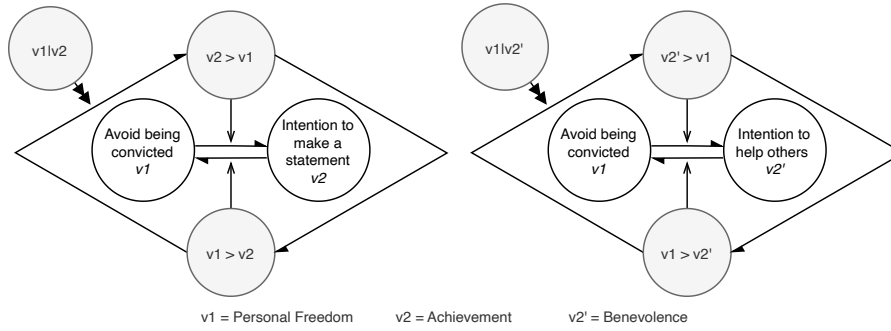 v1|v2
v2 > v1
Avoid being
convicted
v1
Intention to
make a
statement
v2
v1 > v2
v1|v2'
v2' > v1
Avoid being
convicted
v1
Intention to
help others
v2'
v1 > v2'
v1 = Personal Freedom v2 = Achievement v2' = Benevolence